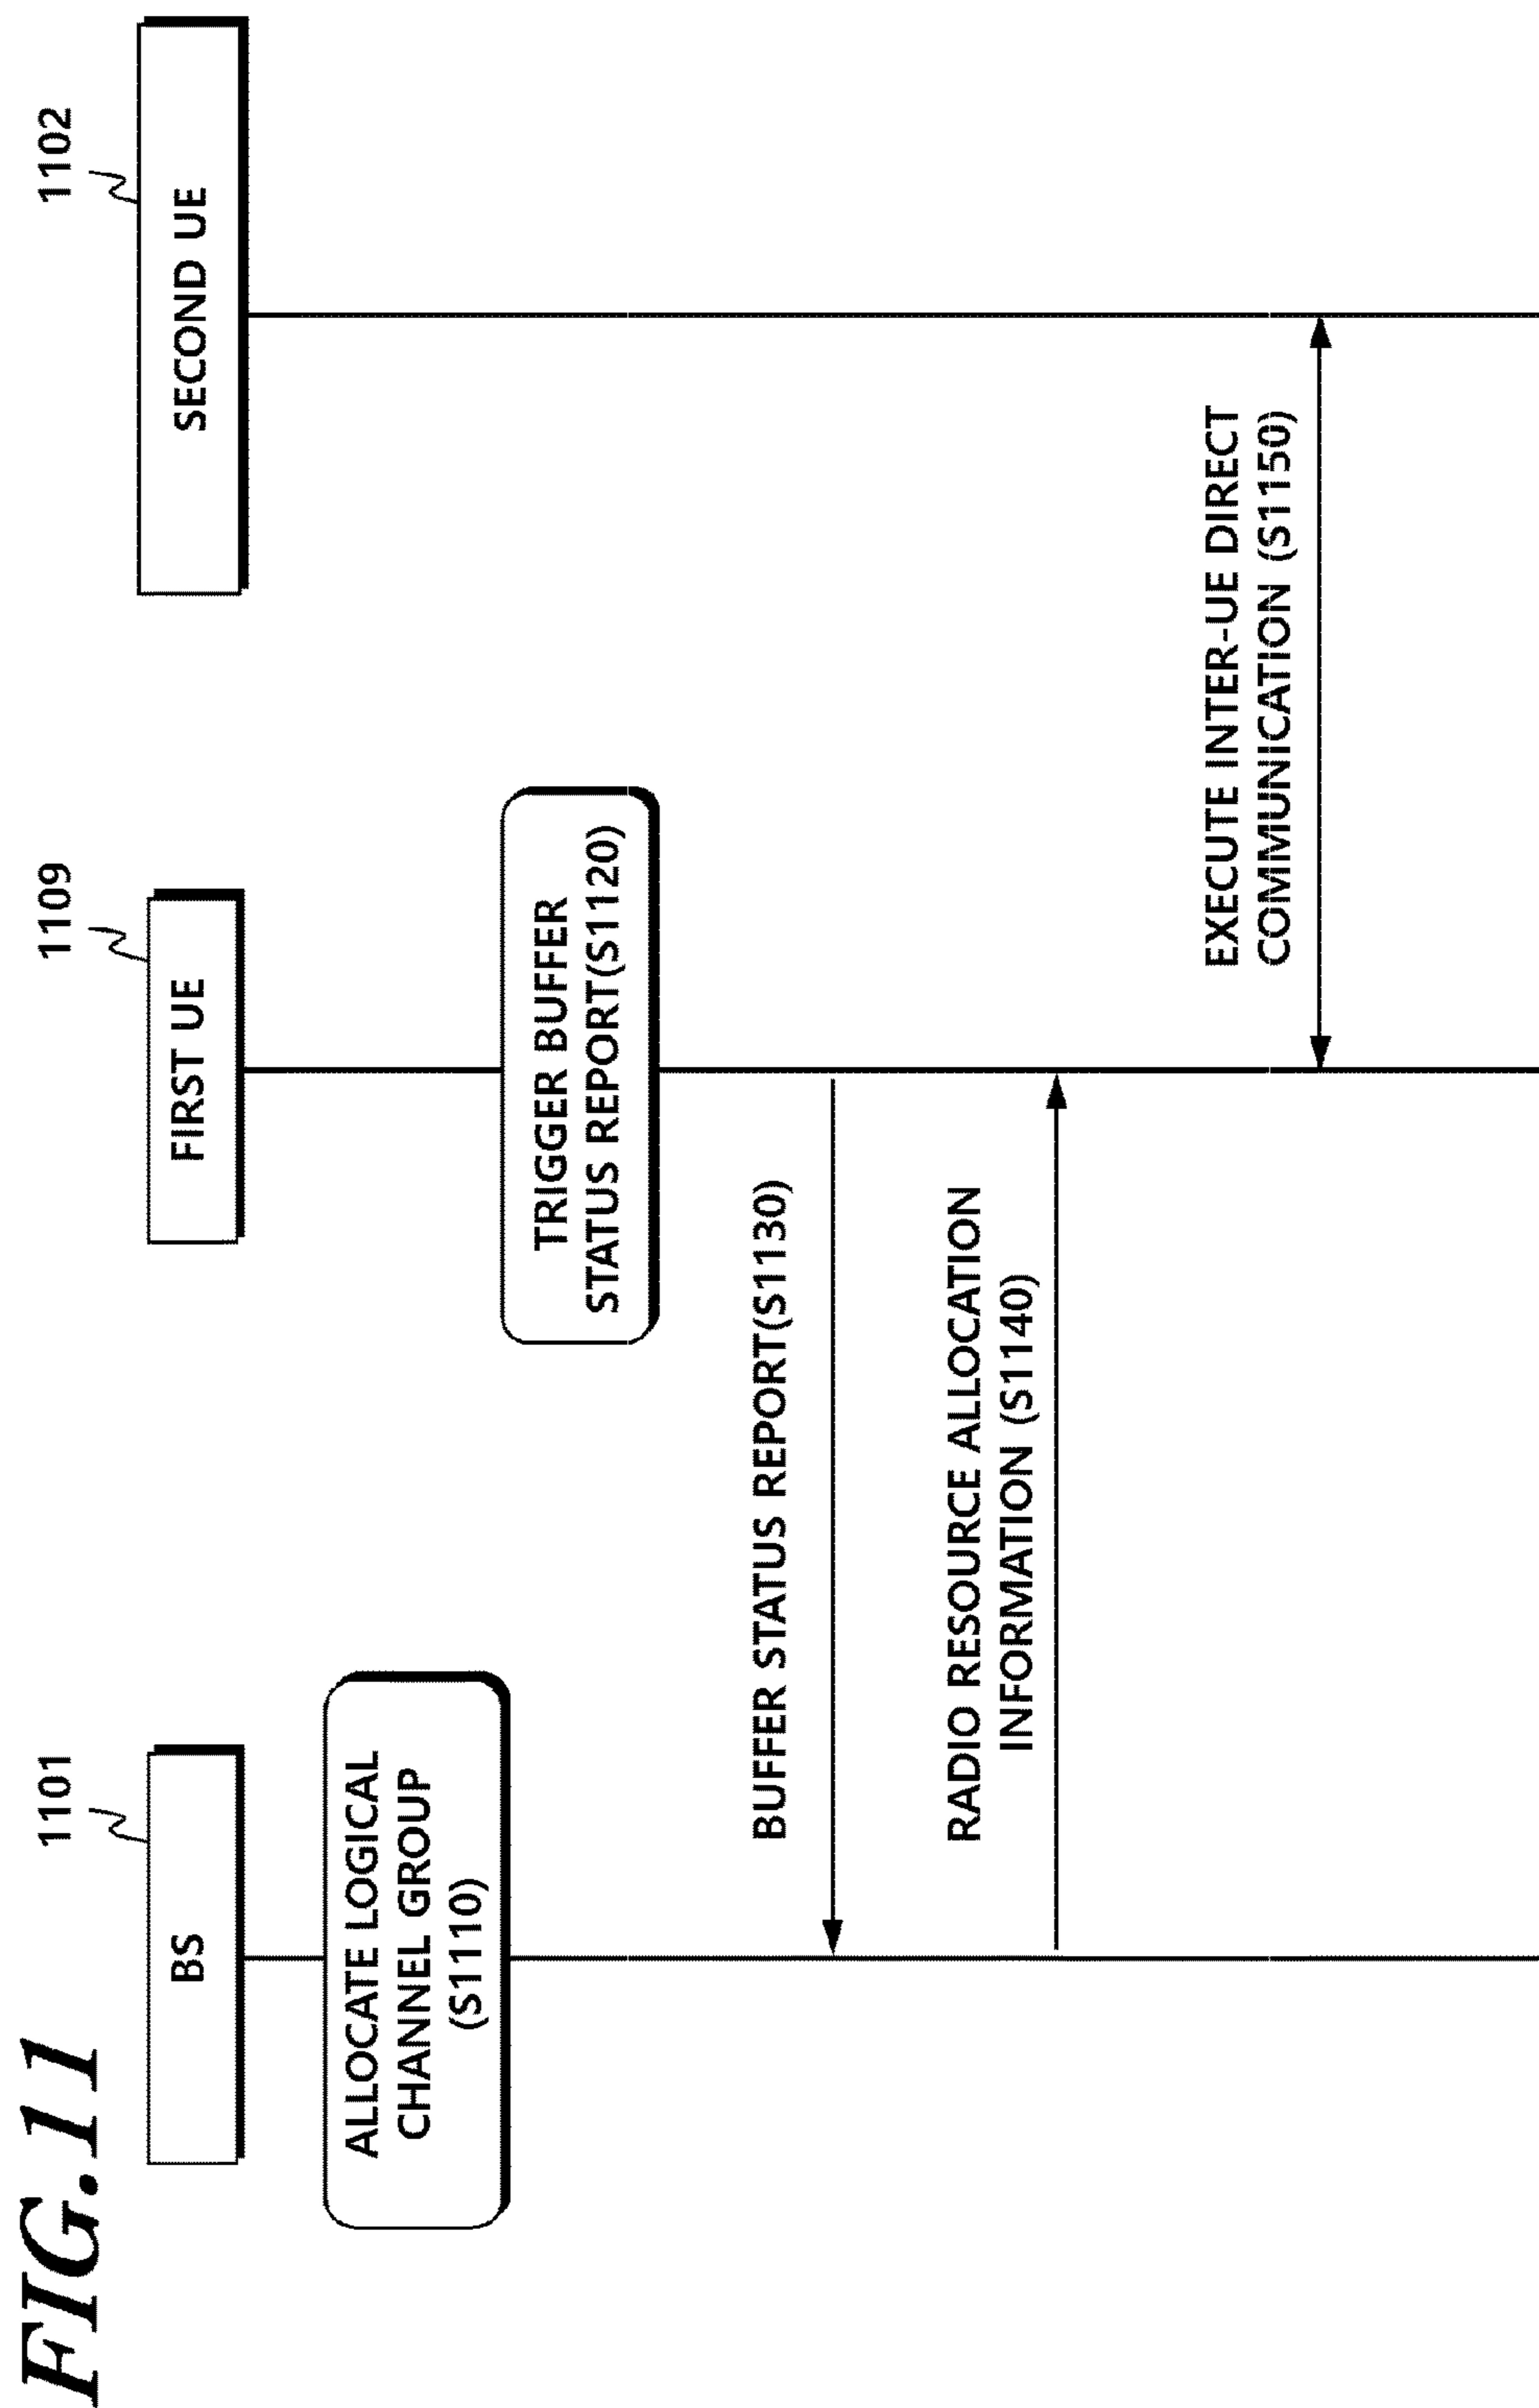 FIG.11
1101
1109
1102
BS
FIRST UE
SECOND UE
ALLOCATE LOGICAL
CHANNEL GROUP
(S1110)
TRIGGER BUFFER
STATUS REPORT(S1120)
BUFFER STATUS REPORT(S1130)
RADIO RESOURCE ALLOCATION
INFORMATION (S1140)
EXECUTE INTER-UE DIRECT
COMMUNICATION (S1150)